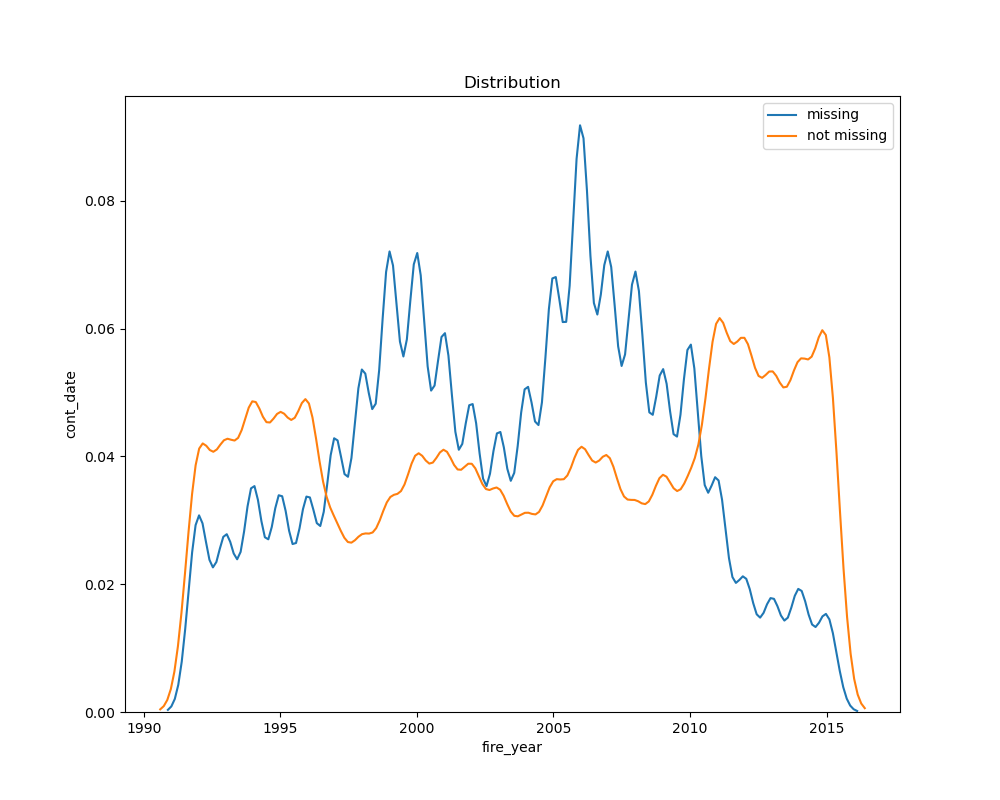 Distribution
missing
not missing
cont_date
0.08
0.06
0.04
0.02
0.00
1990 1995 2000 2005 2010 2015
fire_year